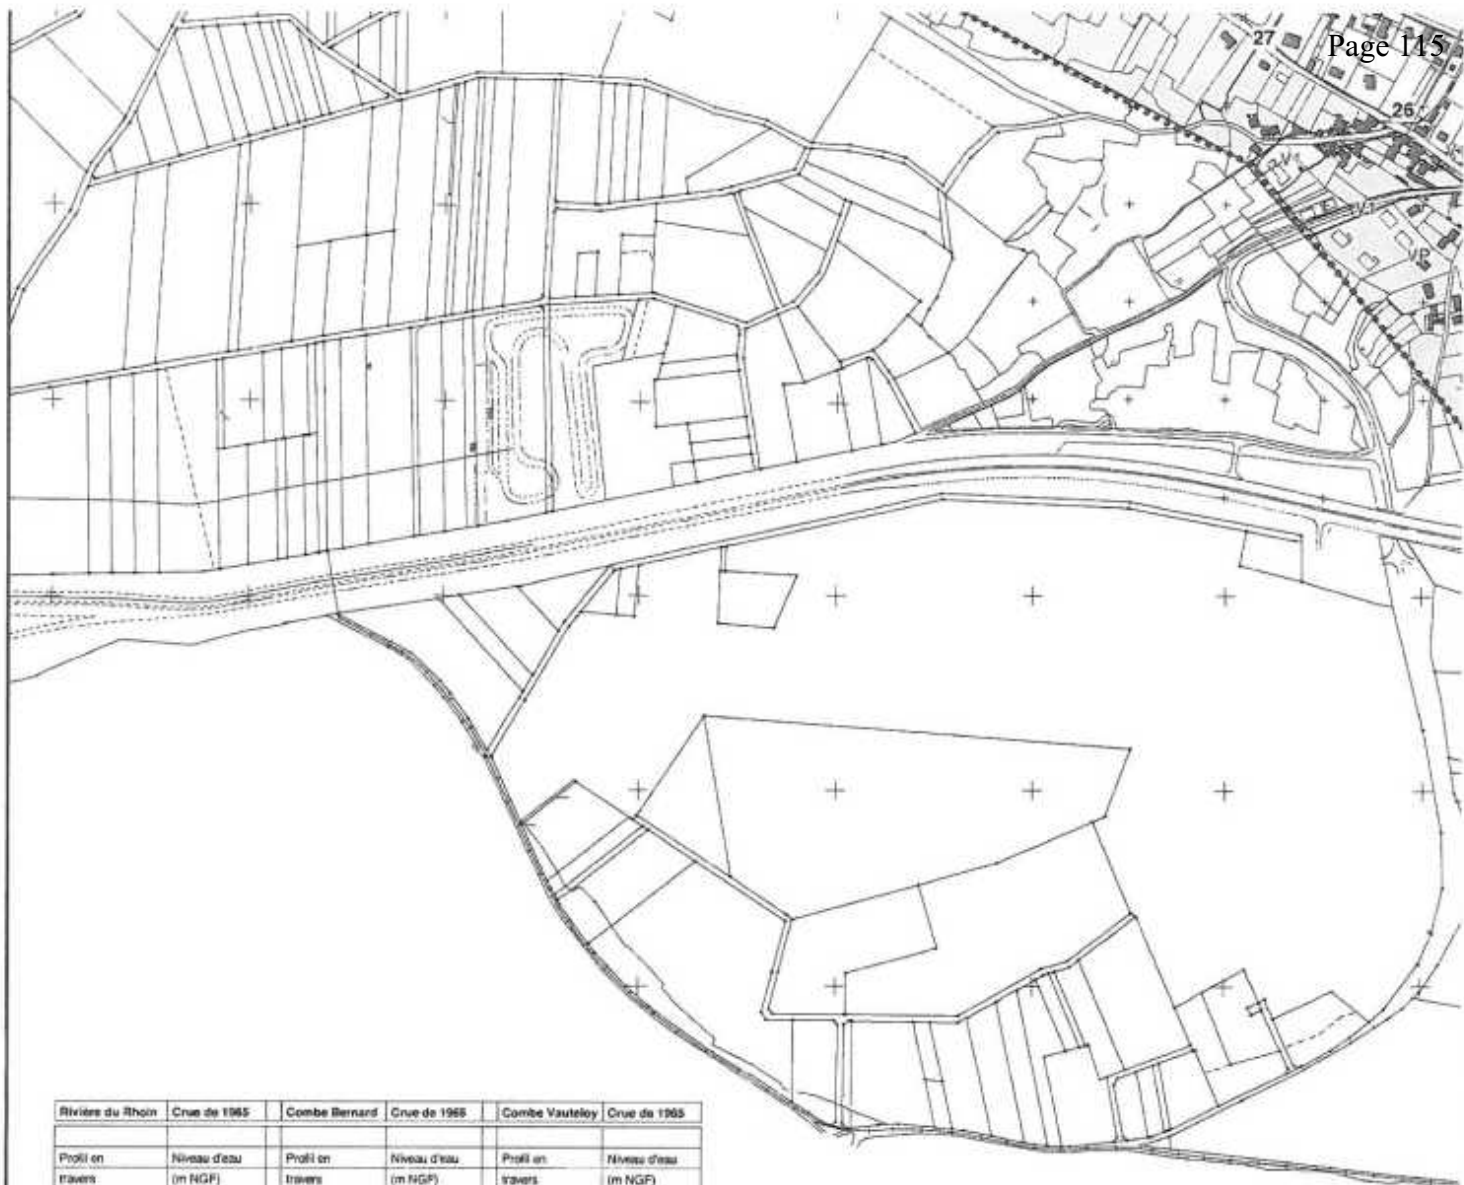 Page 115
27
26
V1
VP
Rivière du Rhoin Crue de 1965 Combe Bernard Crue de 1965 Combe Vauteloy Crue de 1965
Profil en Niveau d'eau Profil en Niveau d'eau Profil en Niveau d'eau
travers (m NGF) travers (m NGF) travers (m NGF)